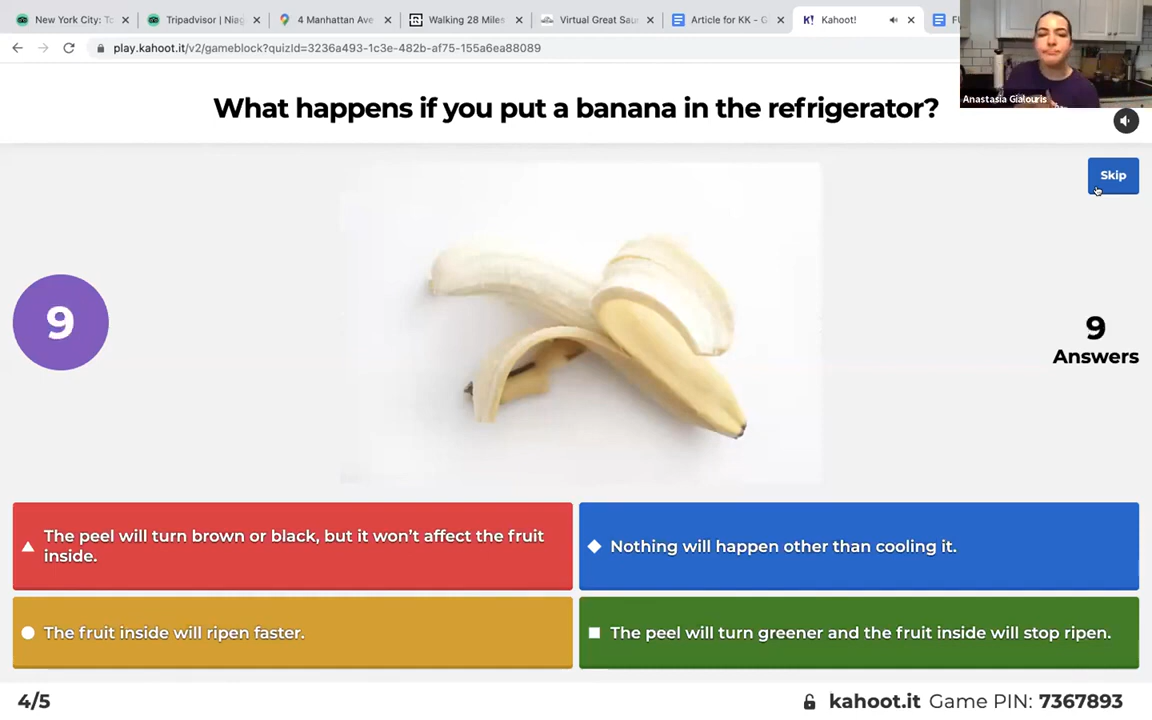 New York City: To
Tripadvisor | Niag
4 Manhattan Ave
Walking 28 Miles
Virtual Great Sau
Article for KK - G
K! Kahoot!
play.kahoot.it/v2/gameblock?quizId=3236a493-1c3e-482b-af75-155a6ea88089
Anastasia Gialouris
What happens if you put a banana in the refrigerator?
Skip
9
9
Answers
The peel will turn brown or black, but it won't affect the fruit
inside.
Nothing will happen other than cooling it.
The fruit inside will ripen faster.
The peel will turn greener and the fruit inside will stop ripen.
4/5
kahoot.it Game PIN: 7367893